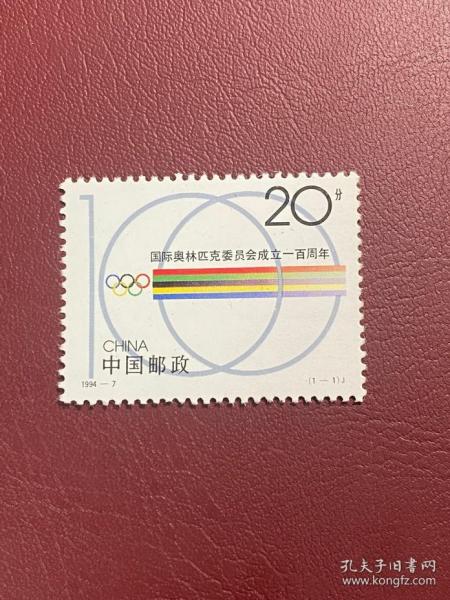 20分
国际奥林匹克委员会成立一百周年
CHINA
中国邮政
1994—7
(1—1)J
孔夫子旧书网
www.kongfz.com